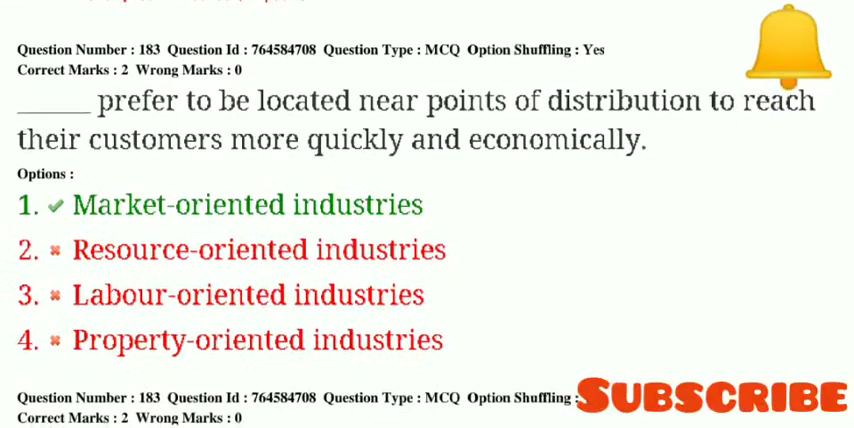 Question Number : 183 Question Id : 764584708 Question Type : MCQ Option Shuffling : Yes
Correct Marks : 2 Wrong Marks : 0
______ prefer to be located near points of distribution to reach
their customers more quickly and economically.
Options :
1. ✔ Market-oriented industries
2. ✖ Resource-oriented industries
3. ✖ Labour-oriented industries
4. ✖ Property-oriented industries
Question Number : 183 Question Id : 764584708 Question Type : MCQ Option Shuffling :
SUBSCRIBE
Correct Marks : 2 Wrong Marks : 0